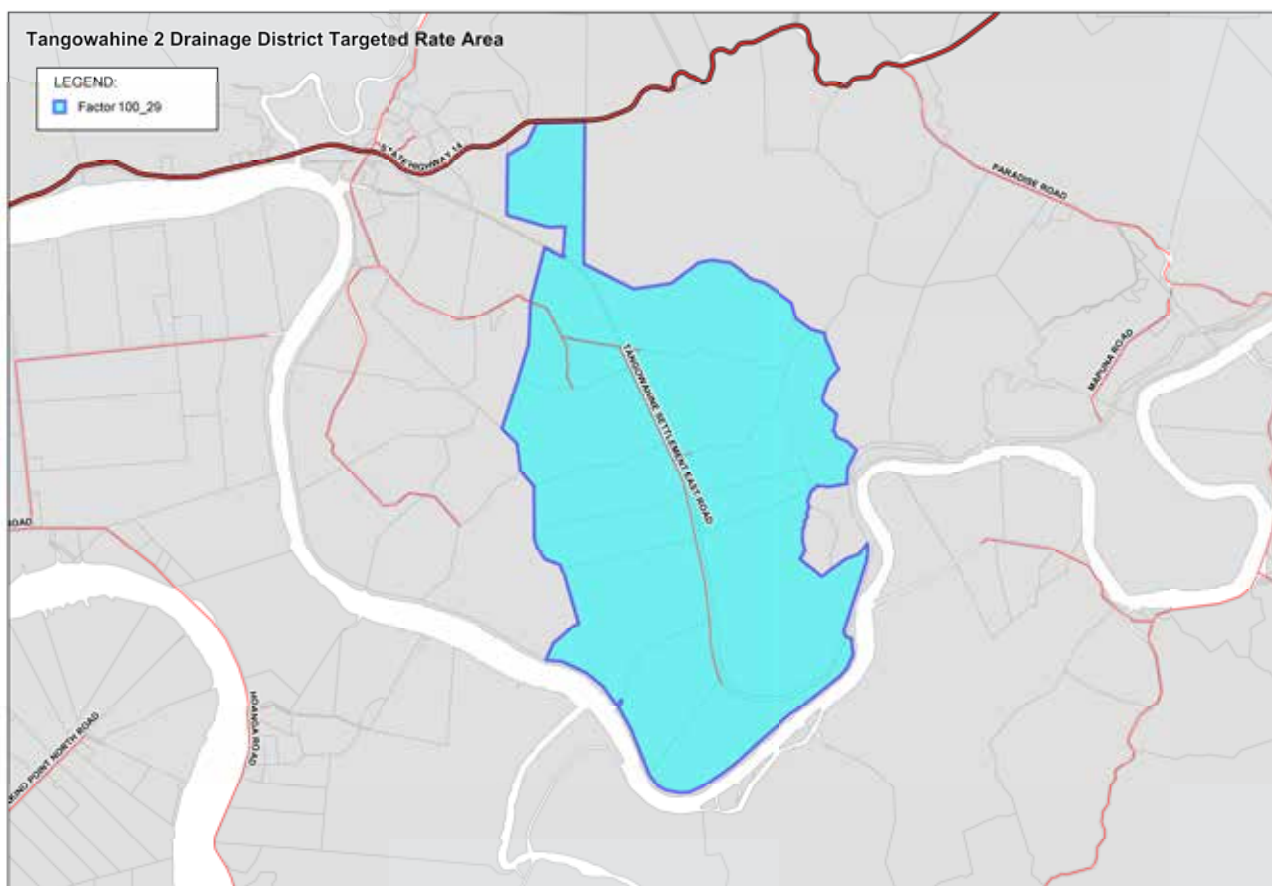 Tangowahine 2 Drainage District Targeted Rate Area
LEGEND:
Factor 100_29
STATE HIGHWAY 14
PARADISE ROAD
MAPUNA ROAD
TANGOWAHINE SETTLEMENT EAST ROAD
ROAD
HOANGA ROAD
POINT NORTH ROAD